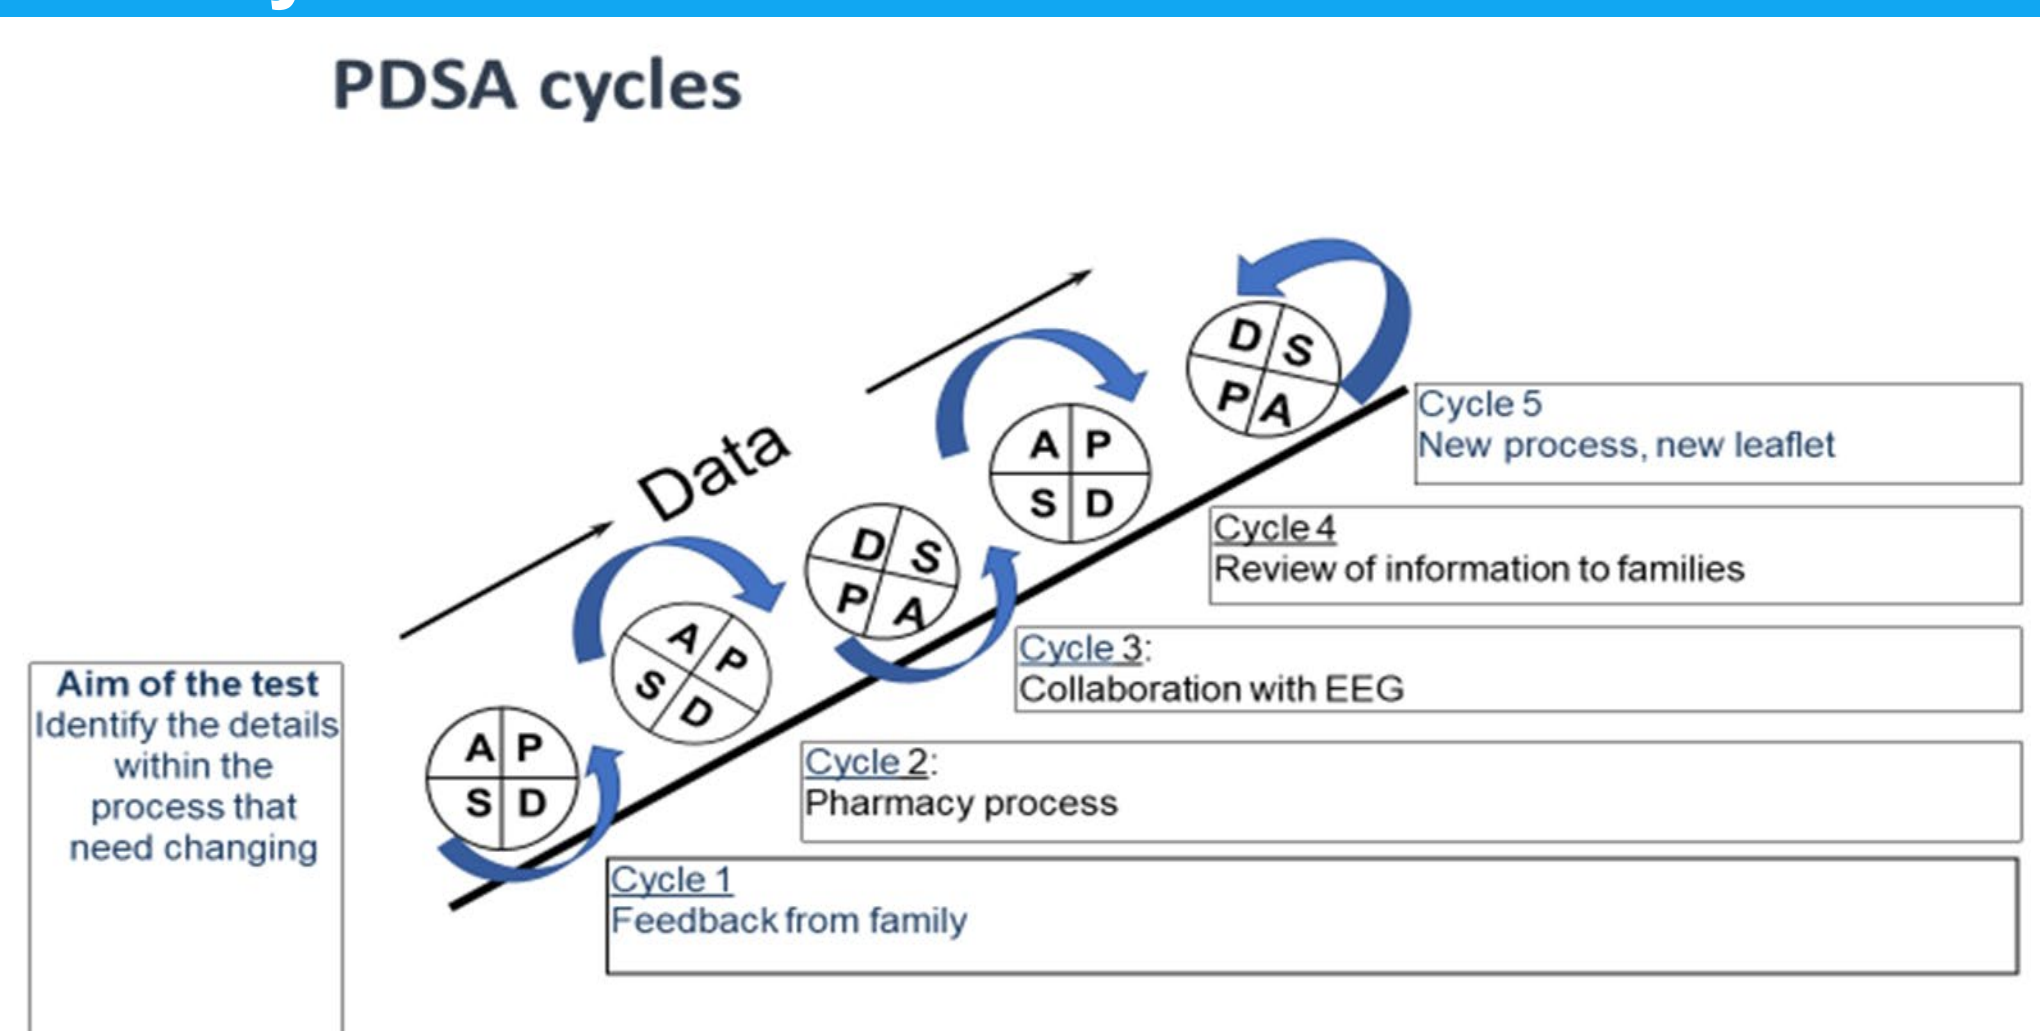 PDSA cycles
Data
D S
P A
A P
S D
D S
P A
A P
S D
A P
S D
Cycle 5
New process, new leaflet
Cycle 4
Review of information to families
Cycle 3:
Collaboration with EEG
Cycle 2:
Pharmacy process
Cycle 1
Feedback from family
Aim of the test
Identify the details
within the
process that
need changing